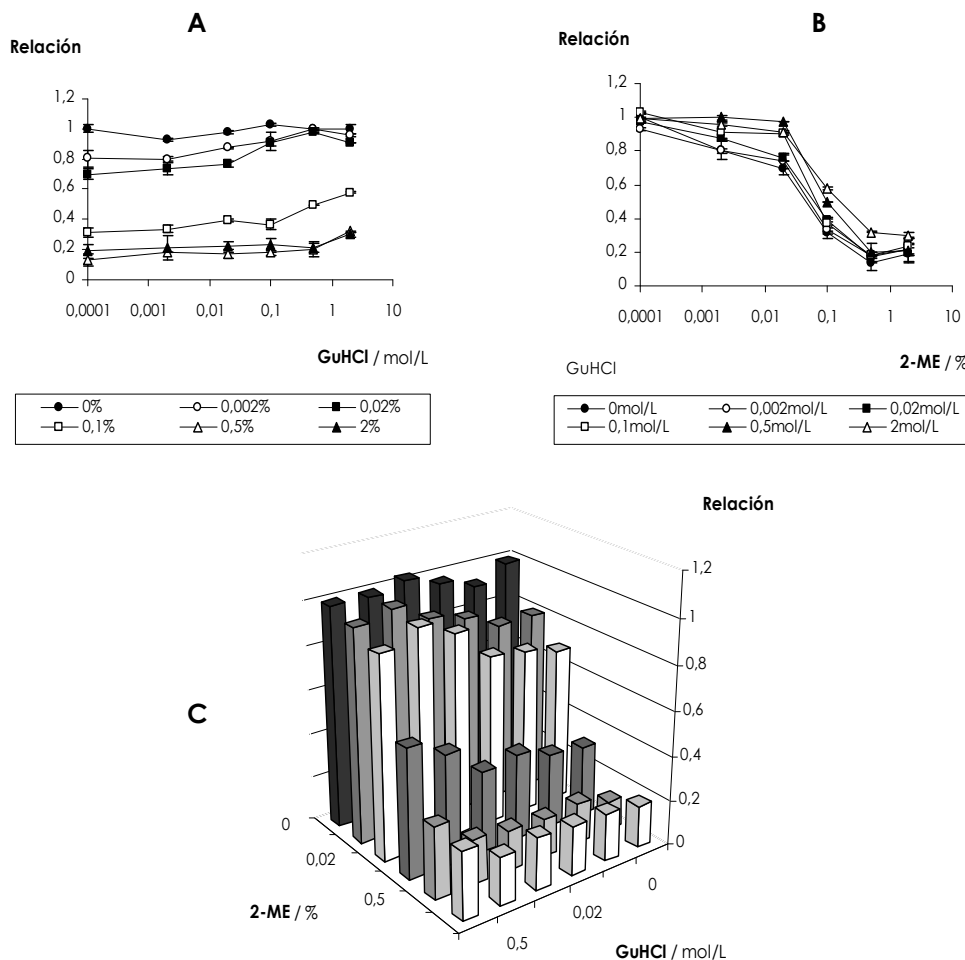 A
Relación
1,2
1
0,8
0,6
0,4
0,2
0
0,0001 0,001 0,01 0,1 1 10
GuHCl / mol/L
0% 0,002% 0,02%
0,1% 0,5% 2%
B
Relación
1,2
1
0,8
0,6
0,4
0,2
0
0,0001 0,001 0,01 0,1 1 10
2-ME / %
GuHCl
0mol/L 0,002mol/L 0,02mol/L
0,1mol/L 0,5mol/L 2mol/L
C
Relación
1,2
1
0,8
0,6
0,4
0,2
0
0
0,02
0,5
2-ME / %
0
0,02
0,5
GuHCl / mol/L